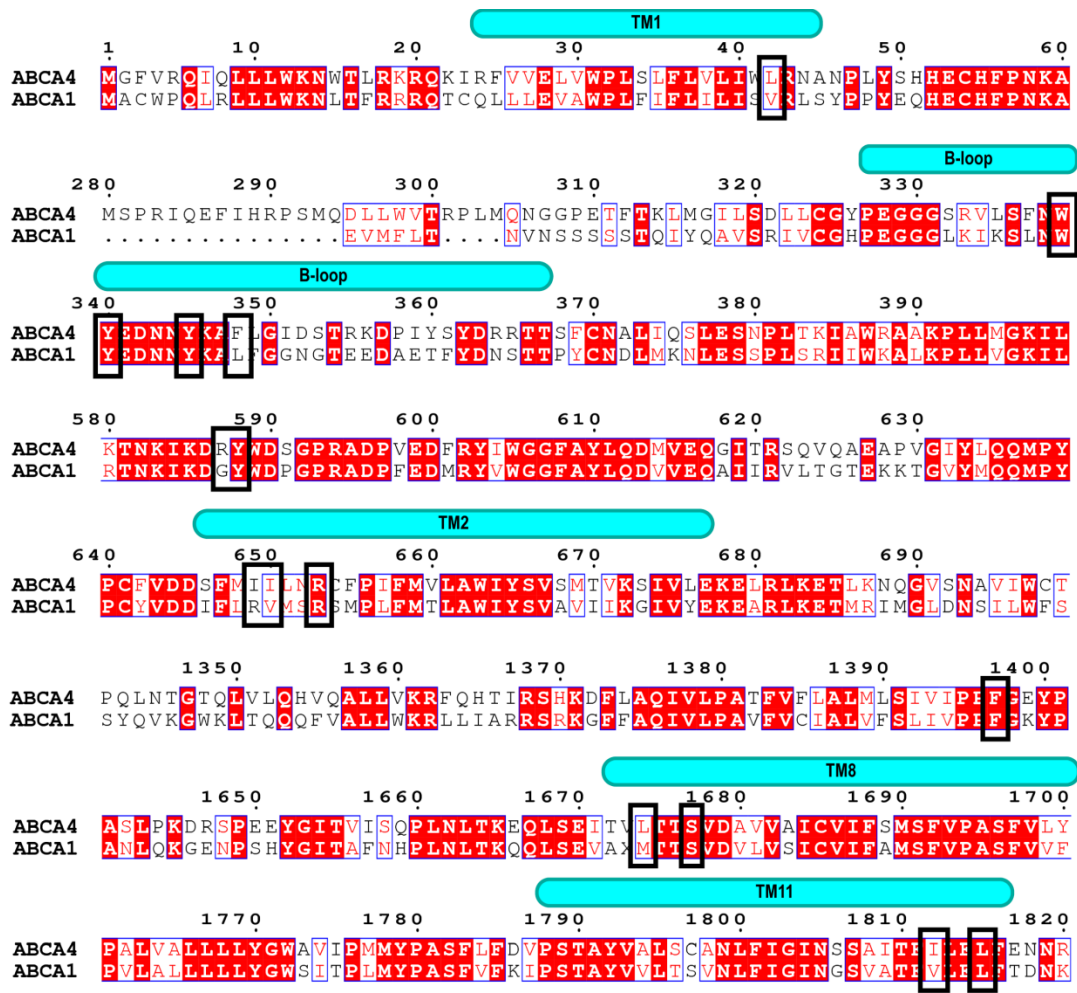 TM1
1 10 20 30 40 50 60
ABCA4 MGFVRQIQLLLWKNWTLRKRQKIRFVVELVWPLSLFLVLIWLRNANPLYSHHECHFPNKA
ABCA1 MACWPQLRLLLWKNLTFRRRQTCQLLLEVAWPLFIFLILISVRLSYPPYEQHECHFPNKA
B-loop
280 290 300 310 320 330
ABCA4 MSPRIQEFIHRPSMQDLLWVTRPLMQNGGPETFTKLMGILSDLLCGYPEGGGSRVLSFNW
ABCA1 ...............EVMFLT....NVNSSSSSTQIYQAVSRIVCGHPEGGGLKIKSLNW
B-loop
340 350 360 370 380 390
ABCA4 YEDNNYKAFLGIDSTRKDPIYSYDRRTTSFCNALIQSLESNPLTKIAWRAAKPLLMGKIL
ABCA1 YEDNNYKALFGGNGTEEDAETFYDNSTTPYCNDLMKNLESSPLSRIIWKALKPLLVGKIL
580 590 600 610 620 630
ABCA4 KTNKIKDRYWDSGPRADPVEDFRYIWGGFAYLQDMVEQGITRSQVQAEAPVGIYLQQMPY
ABCA1 RTNKIKDGYWDPGPRADPFEDMRYVWGGFAYLQDVVEQAIIRVLTGTEKKTGVYMQQMPY
TM2
640 650 660 670 680 690
ABCA4 PCFVDDSFMIILNRCFPIFMVLAWIYSVSMTVKSIVLEKELRLKETLKNQGVSNAVIWCT
ABCA1 PCYVDDIFLRVMSRSMPLFMTLAWIYSVAVIIKGIVYEKEARLKETMRIMGLDNSILWFS
1350 1360 1370 1380 1390 1400
ABCA4 PQLNTGTQLVLQHVQALLVKRFQHTIRSHKDFLAQIVLPATFVFLALMLSIVIPPFGEYP
ABCA1 SYQVKGWKLTQQQFVALLWKRLLIARRSRKGFFAQIVLPAVFVCIALVFSLIVPPFGKYP
TM8
1650 1660 1670 1680 1690 1700
ABCA4 ASLPKDRSPEEYGITVISQPLNLTKEQLSEITVLTTSVDAVVAICVIFSMSFVPASFVLY
ABCA1 ANLQKGENPSHYGITAFNHPLNLTKQQLSEVAXMTTSVDVLVSICVIFAMSFVPASFVVF
TM11
1770 1780 1790 1800 1810 1820
ABCA4 PALVALLLLYGWAVIPMMYPASFLFDVPSTAYVALSCANLFIGINSSAITFILELFENNR
ABCA1 PVLALLLLLYGWSITPLMYPASFVFKIPSTAYVVLTSVNLFIGINGSVATFVLELFTDNK